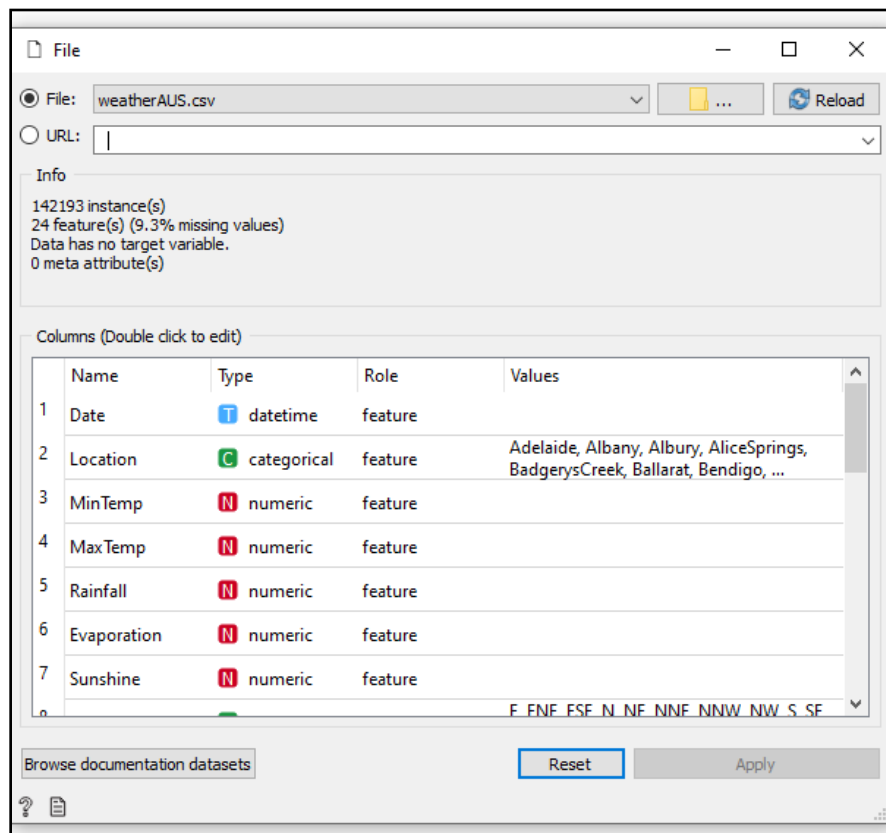 File
File: weatherAUS.csv ... Reload
URL:
Info
142193 instance(s)
24 feature(s) (9.3% missing values)
Data has no target variable.
0 meta attribute(s)
Columns (Double click to edit)
Name Type Role Values
1 Date T datetime feature
2 Location C categorical feature Adelaide, Albany, Albury, AliceSprings,
BadgerysCreek, Ballarat, Bendigo, ...
3 MinTemp N numeric feature
4 MaxTemp N numeric feature
5 Rainfall N numeric feature
6 Evaporation N numeric feature
7 Sunshine N numeric feature
Browse documentation datasets Reset Apply
?